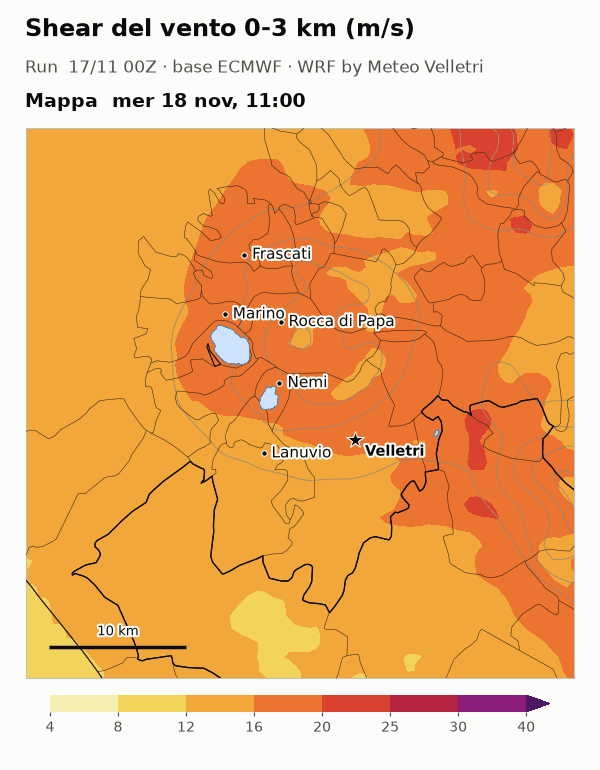 Shear del vento 0-3 km (m/s)
Run 17/11 00Z · base ECMWF · WRF by Meteo Velletri
Mappa mer 18 nov, 11:00
Frascati
Marino
Rocca di Papa
Nemi
Lanuvio
Velletri
10 km
4 8 12 16 20 25 30 40